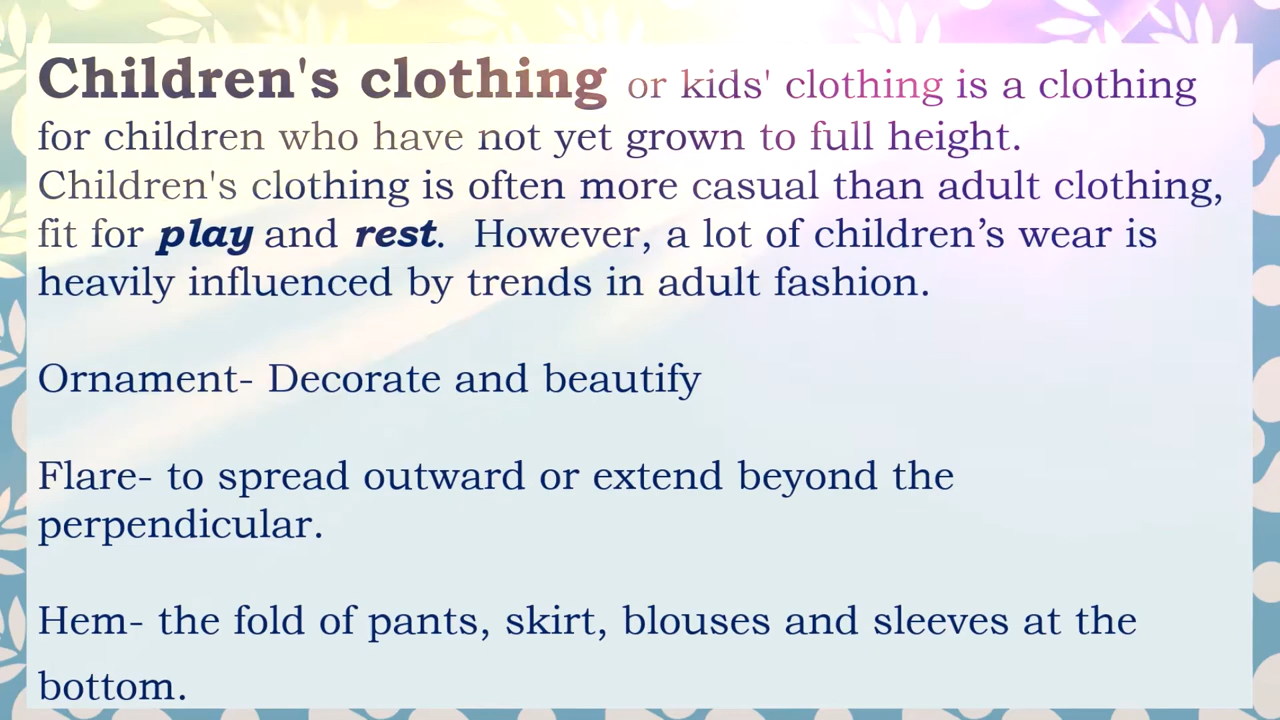 Children's clothing or kids' clothing is a clothing
for children who have not yet grown to full height.
Children's clothing is often more casual than adult clothing,
fit for play and rest.  However, a lot of children’s wear is
heavily influenced by trends in adult fashion.
Ornament- Decorate and beautify
Flare- to spread outward or extend beyond the
perpendicular.
Hem- the fold of pants, skirt, blouses and sleeves at the
bottom.